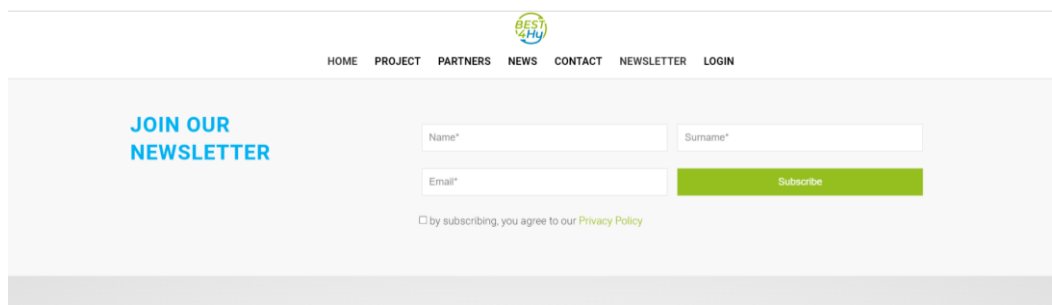 BEST
4Hy
HOME PROJECT PARTNERS NEWS CONTACT NEWSLETTER LOGIN
JOIN OUR
NEWSLETTER
Name*
Surname*
Email*
Subscribe
by subscribing, you agree to our Privacy Policy